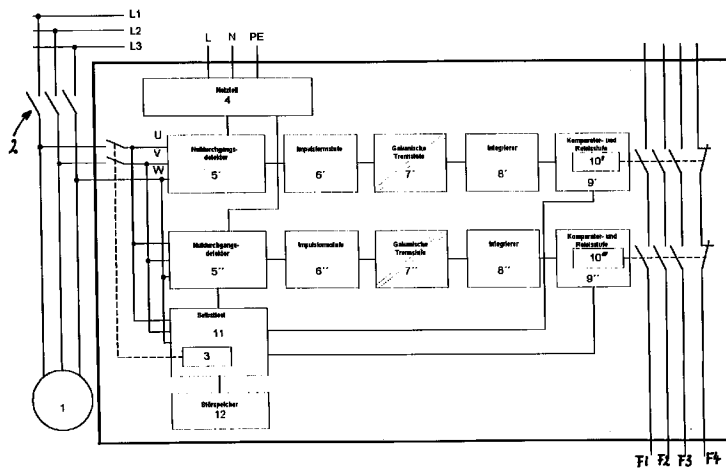 L1
L2
L3
L N PE
Netzteil
4
2
U
V
W
Nulldurchgangs-
detektor
5'
Impulsformstufe
6'
Galvanische
Trennstufe
7'
Integrierer
8'
Komparator- und
Relaisstufe
10'
9'
Nulldurchgangs-
detektor
5''
Impulsformstufe
6''
Galvanische
Trennstufe
7''
Integrierer
8''
Komparator- und
Relaisstufe
10''
9''
Selbsttest
11
3
Störspeicher
12
1
F1 F2 F3 F4